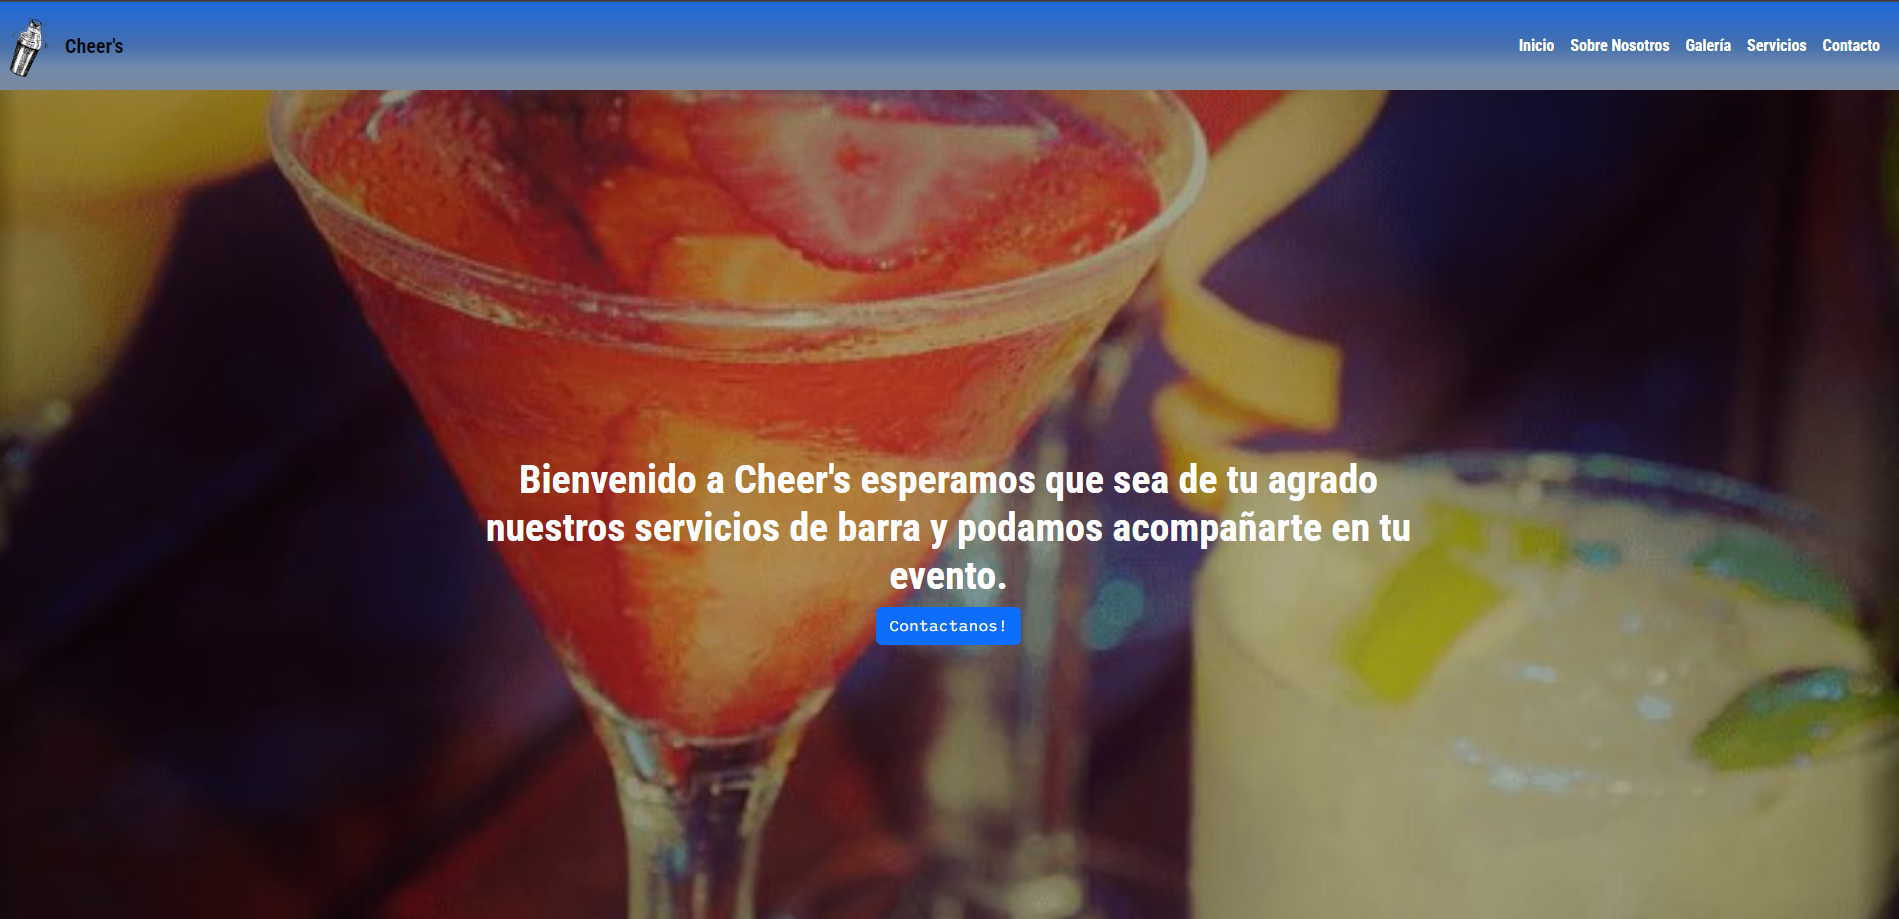 Cheer's
Inicio Sobre Nosotros Galería Servicios Contacto
Bienvenido a Cheer's esperamos que sea de tu agrado
nuestros servicios de barra y podamos acompañarte en tu
evento.
Contactanos!